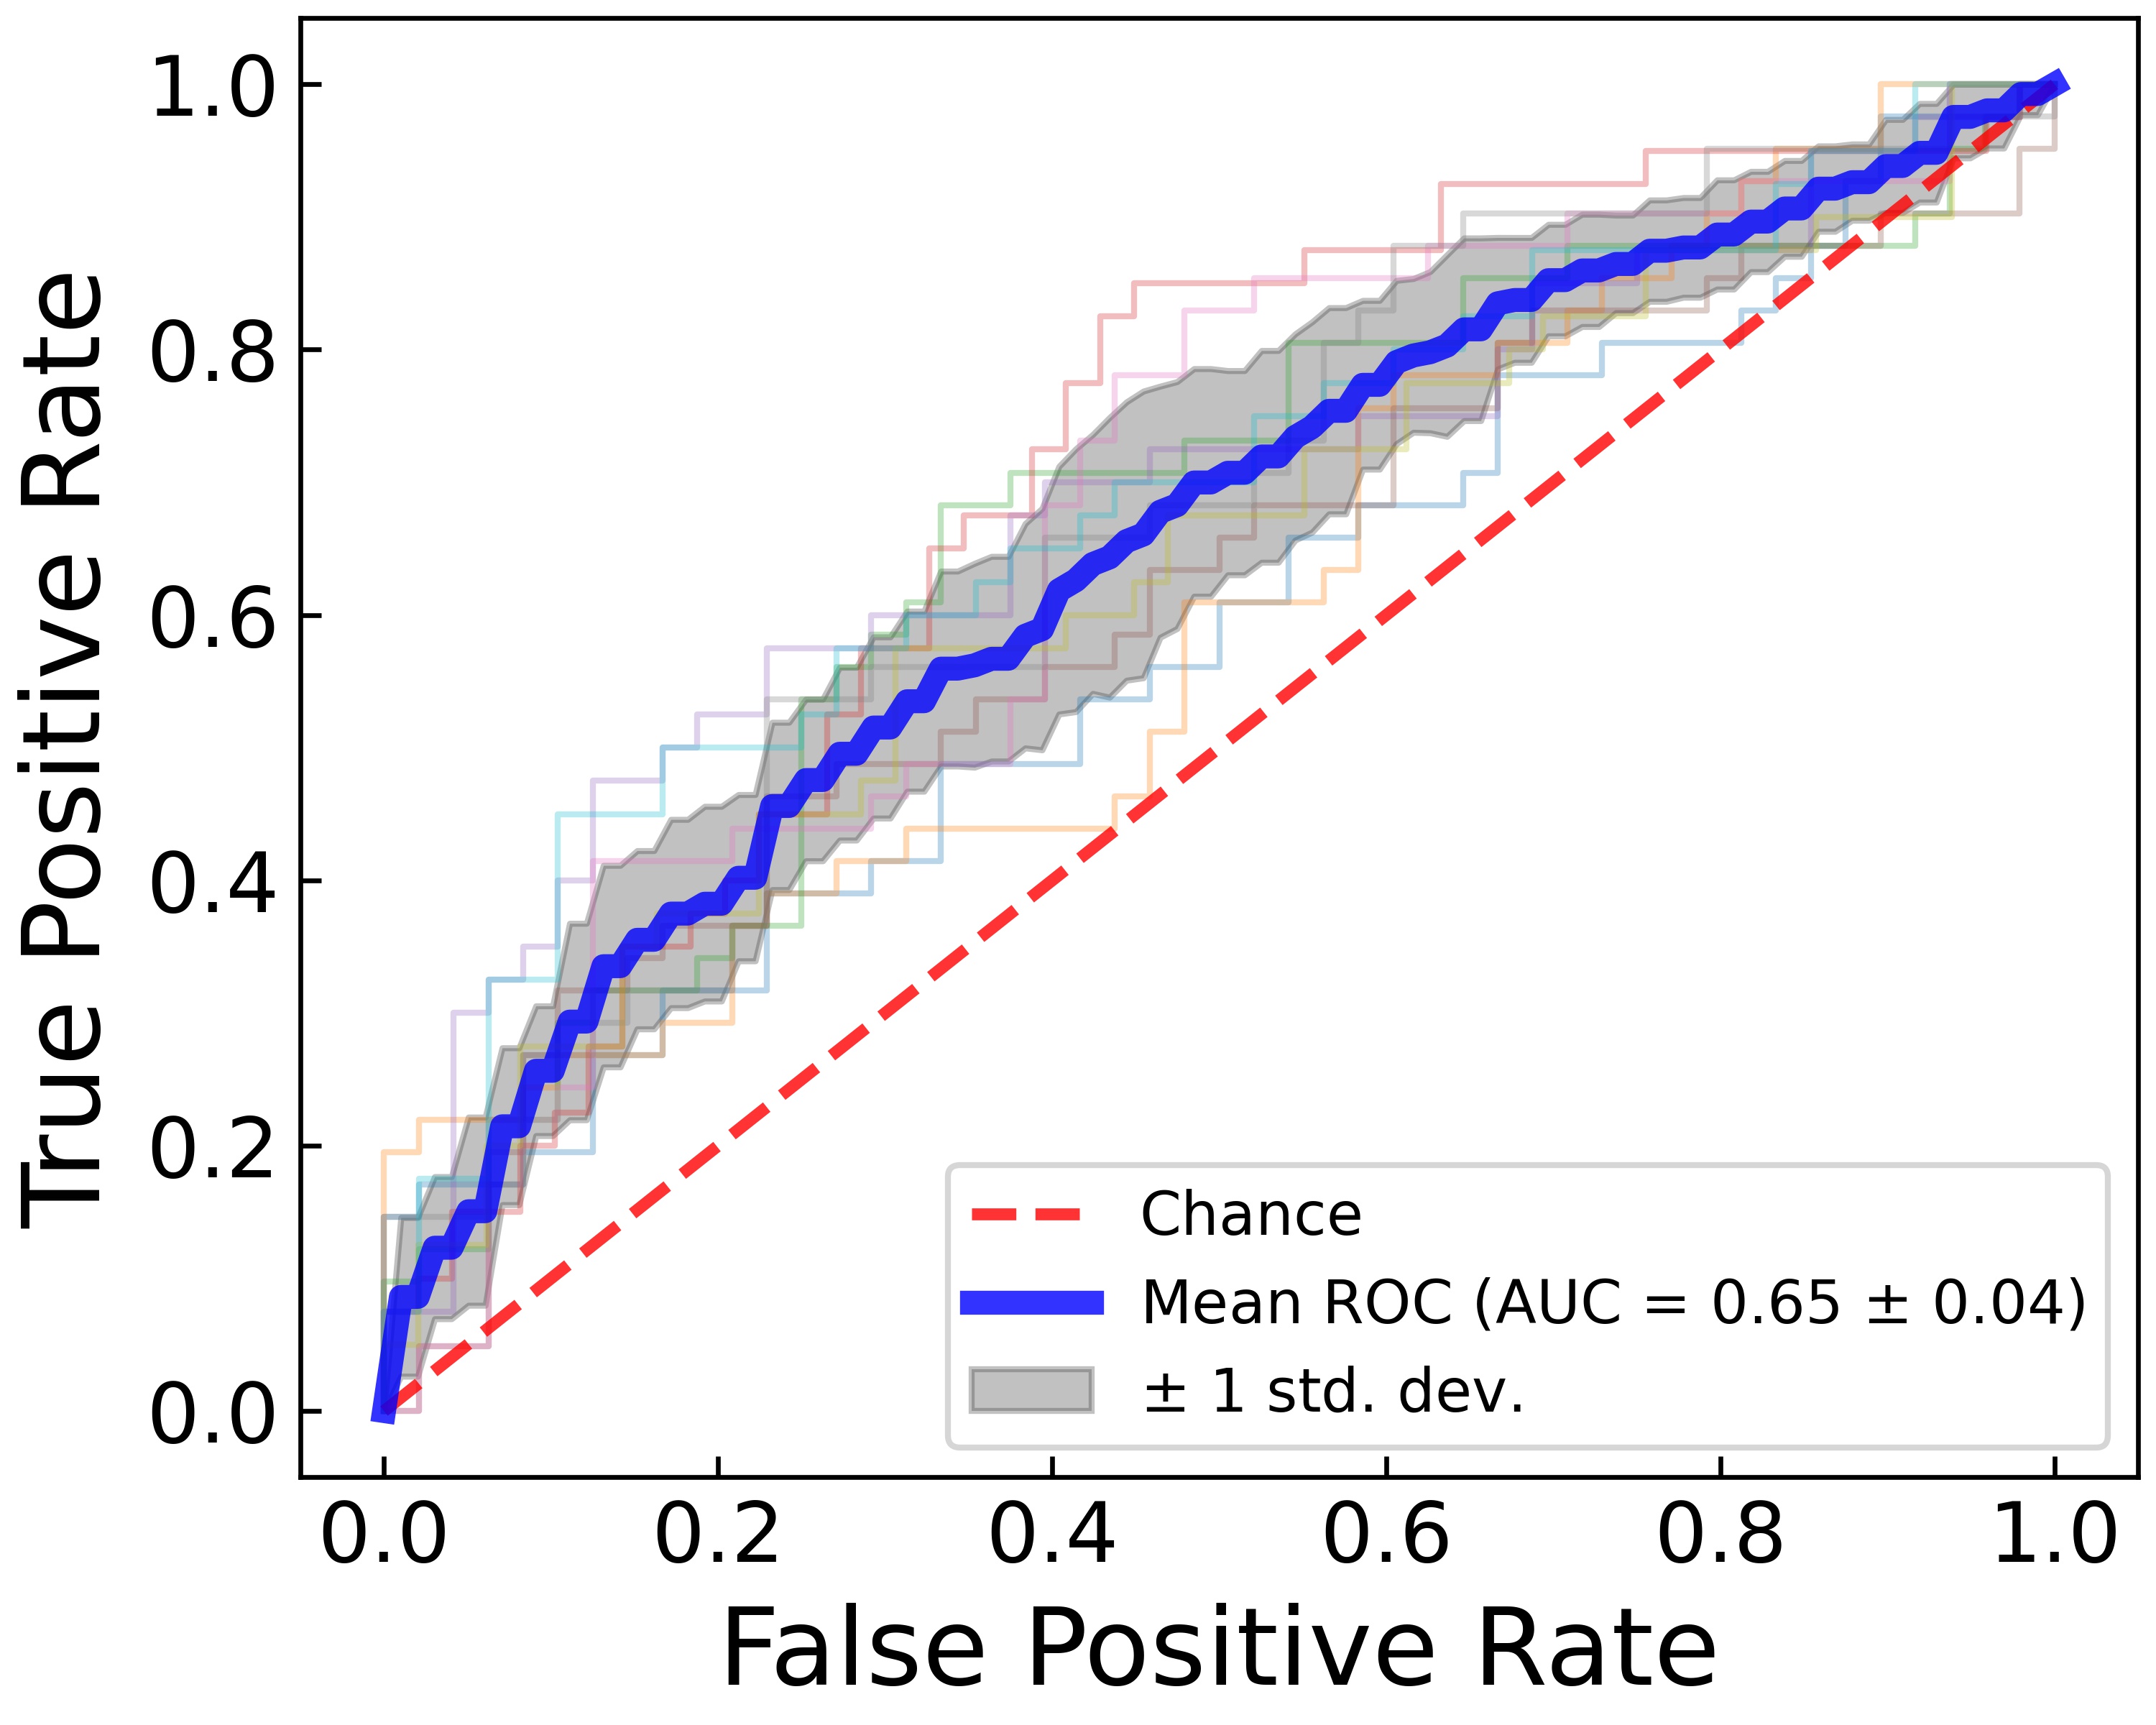 True Positive Rate
1.0
0.8
0.6
0.4
0.2
0.0
Chance
Mean ROC (AUC = 0.65 ± 0.04)
± 1 std. dev.
0.0 0.2 0.4 0.6 0.8 1.0
False Positive Rate